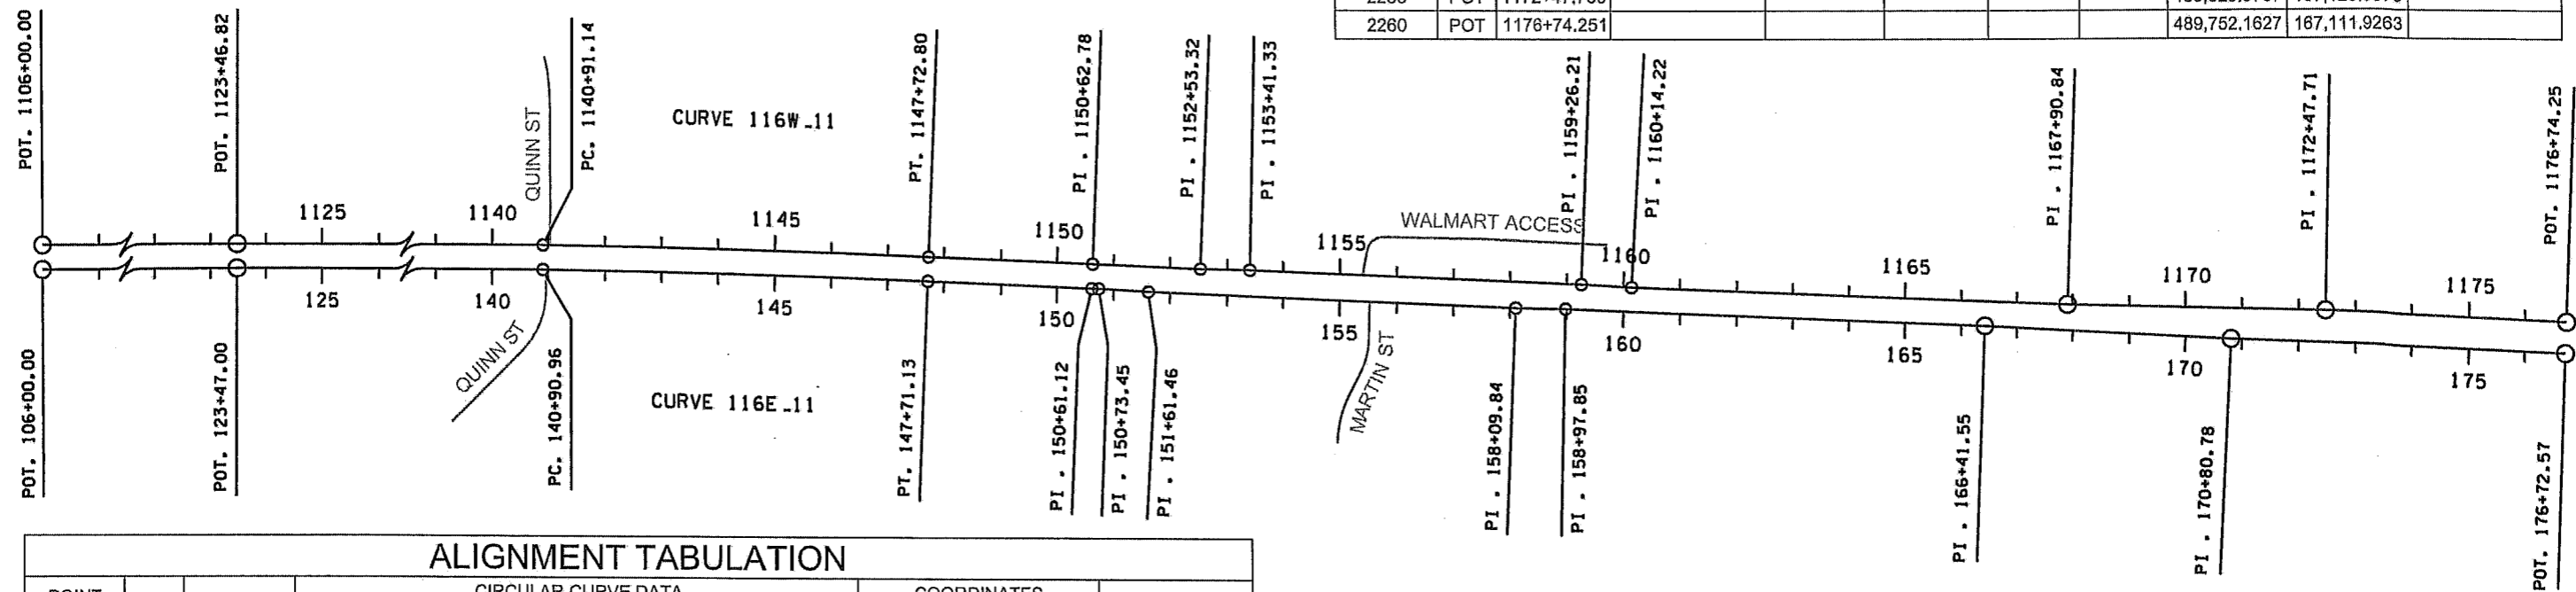 2260 POT 1176+74.251 489,752.1627 167,111.9263
POT. 1106+00.00
POT. 1123+46.82
QUINN ST
PC. 1140+91.14
CURVE 116W-11
PT. 1147+72.80
PI. 1150+62.78
PI. 1152+53.32
PI. 1153+41.33
PI. 1159+26.21
PI. 1160+14.22
PI. 1167+90.84
PI. 1172+47.71
POT. 1176+74.25
1125 1140 1145 1150 1155 1160 1165 1170 1175
WALMART ACCESS
125 140 145 150 155 160 165 170 175
POT. 106+00.00
POT. 123+47.00
QUINN ST
PC. 140+90.96
CURVE 116E-11
PT. 147+71.13
PI. 150+61.12
PI. 150+73.45
PI. 151+61.46
MARTIN ST
PI. 158+09.84
PI. 158+97.85
PI. 166+41.55
PI. 170+80.78
POT. 176+72.57
ALIGNMENT TABULATION
POINT CIRCULAR CURVE DATA COORDINATES